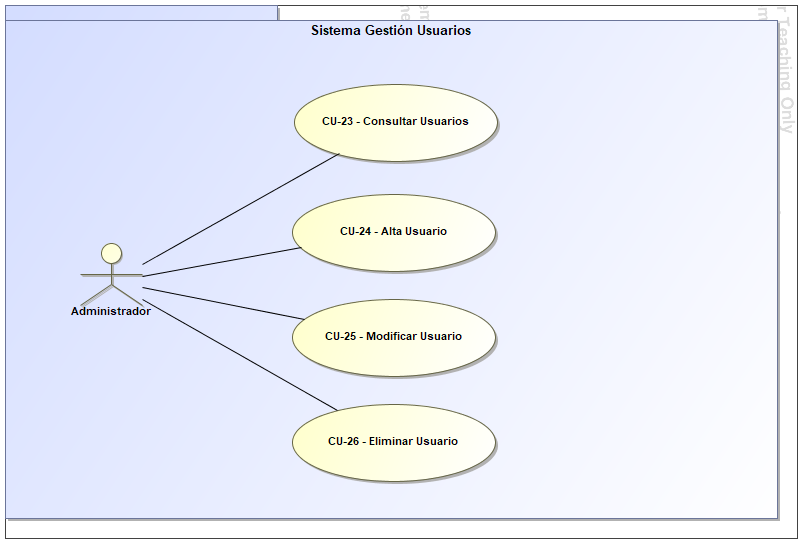 Sistema Gestión Usuarios
CU-23 - Consultar Usuarios
CU-24 - Alta Usuario
Administrador
CU-25 - Modificar Usuario
CU-26 - Eliminar Usuario
Teaching Only